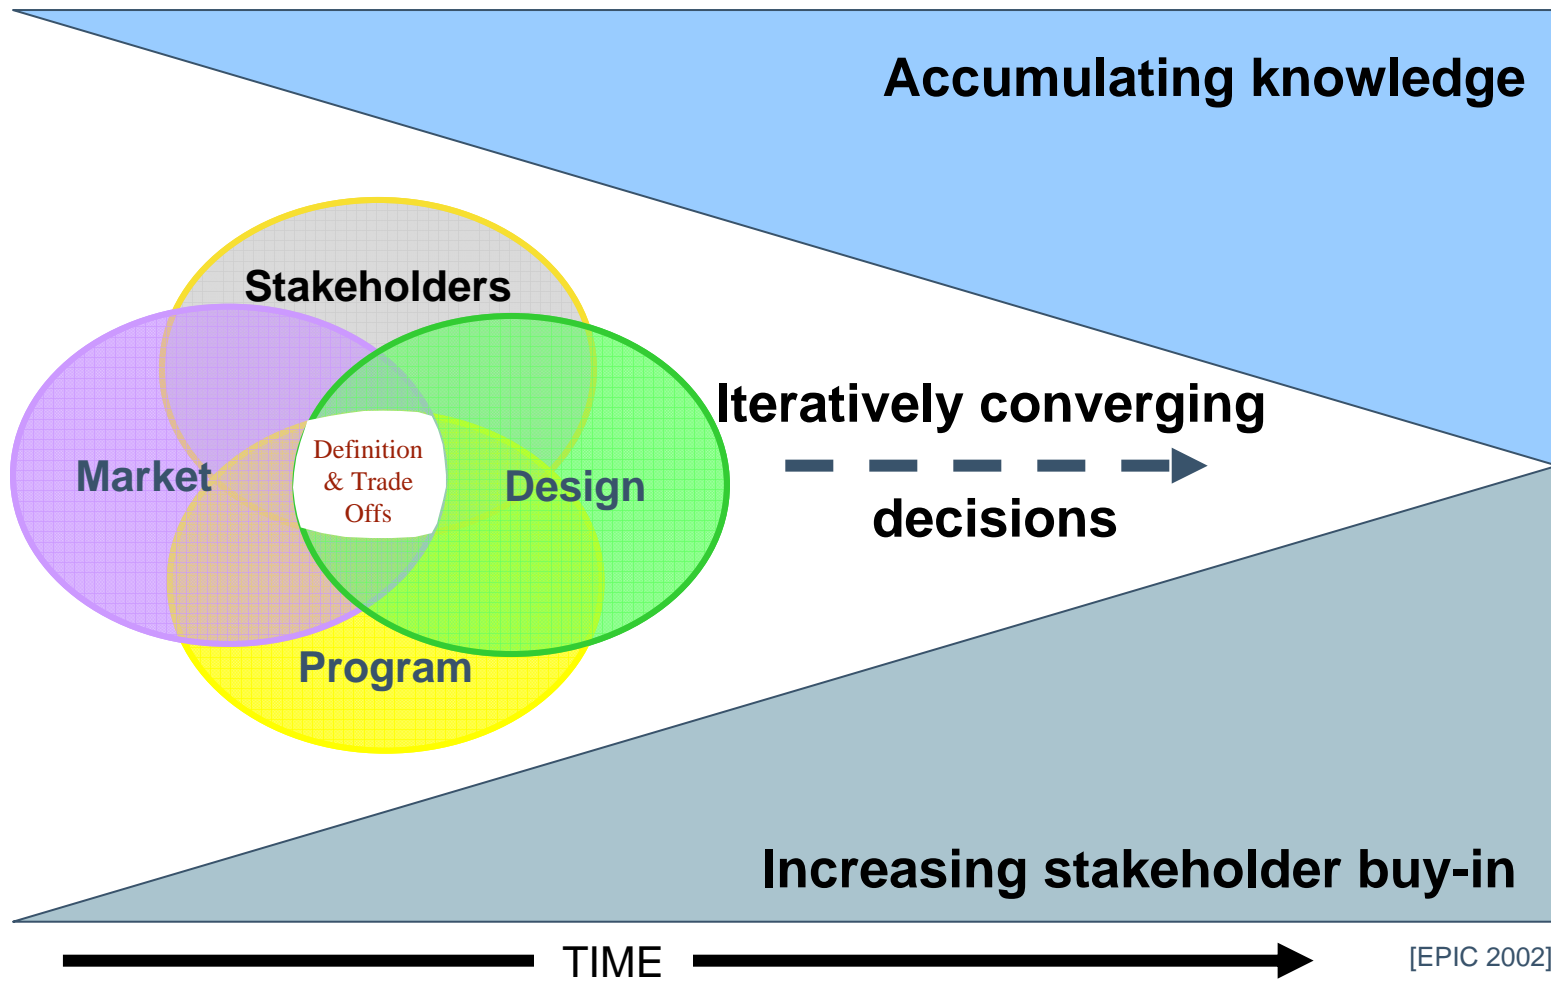 Accumulating knowledge
Stakeholders
Market
Definition
& Trade
Offs
Design
Program
Iteratively converging
decisions
Increasing stakeholder buy-in
TIME
[EPIC 2002]